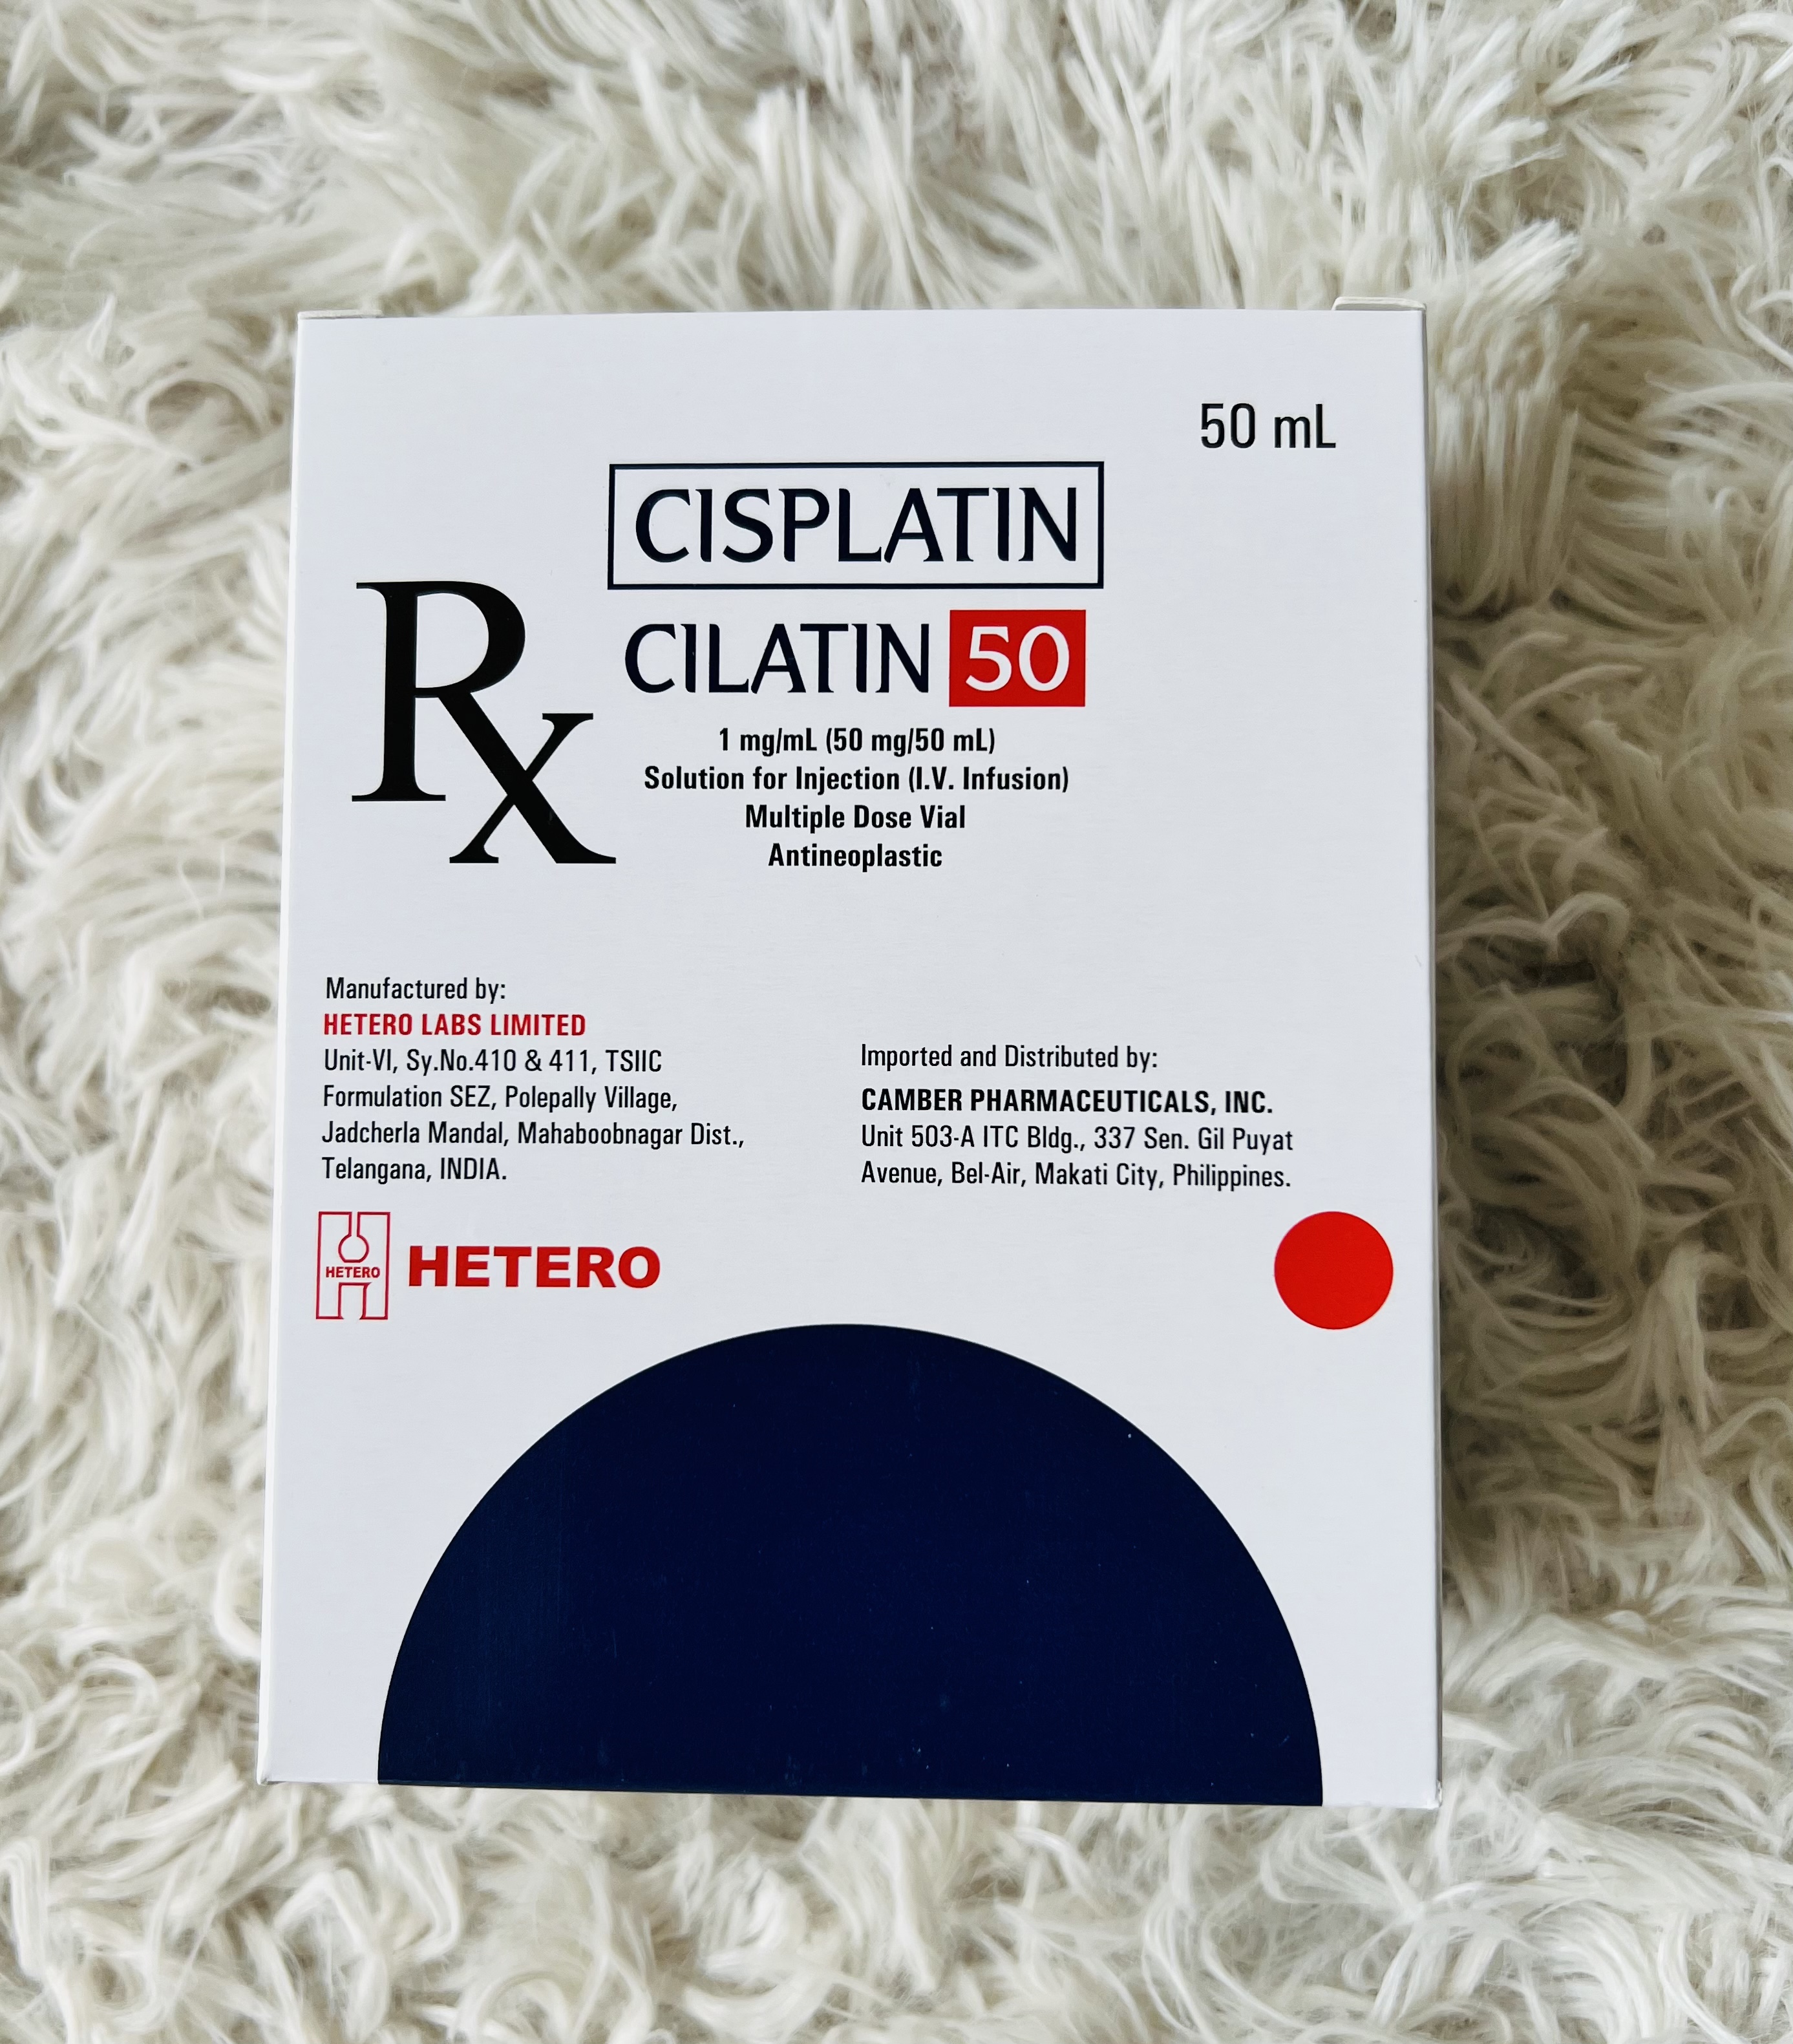 50 mL
CISPLATIN
Rx
CILATIN 50
1 mg/mL (50 mg/50 mL)
Solution for Injection (I.V. Infusion)
Multiple Dose Vial
Antineoplastic
Manufactured by:
HETERO LABS LIMITED
Unit-VI, Sy.No.410 & 411, TSIIC
Formulation SEZ, Polepally Village,
Jadcherla Mandal, Mahaboobnagar Dist.,
Telangana, INDIA.
Imported and Distributed by:
CAMBER PHARMACEUTICALS, INC.
Unit 503-A ITC Bldg., 337 Sen. Gil Puyat
Avenue, Bel-Air, Makati City, Philippines.
HETERO
HETERO